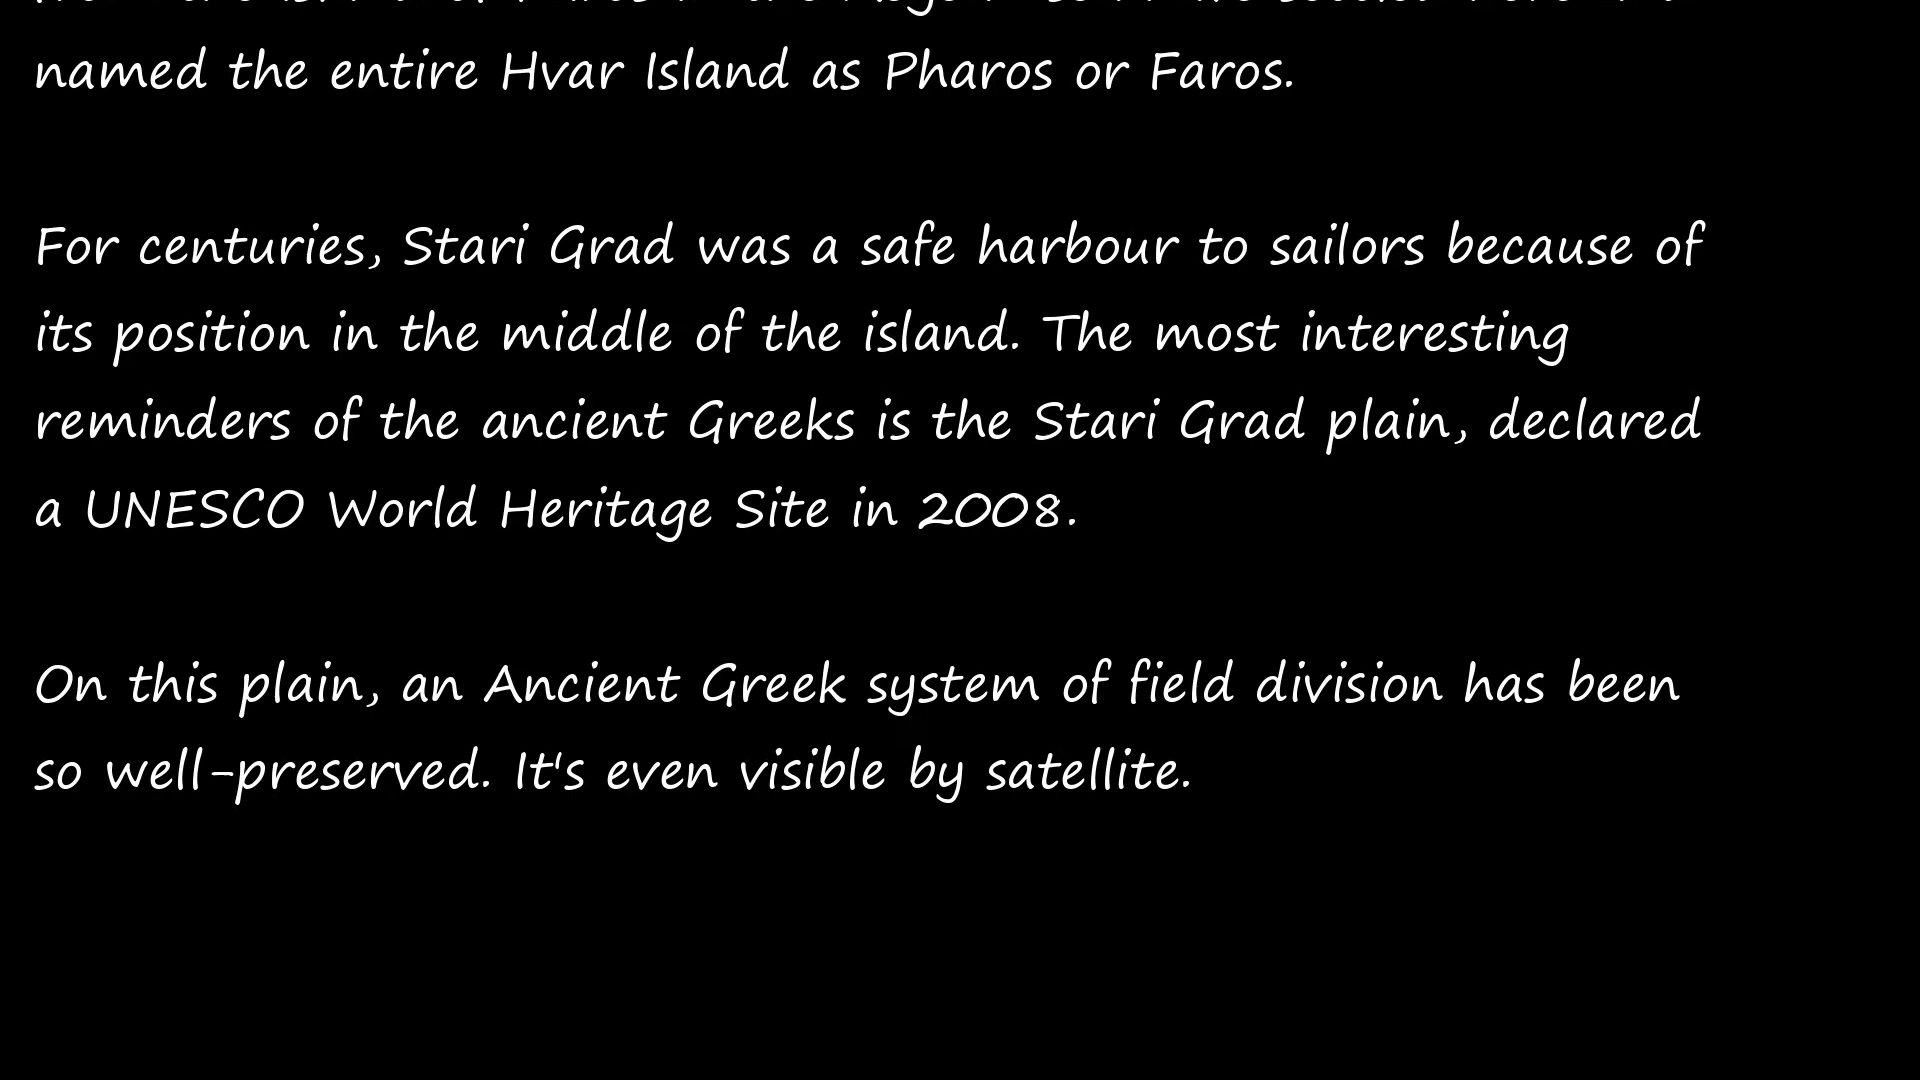 named the entire Hvar Island as Pharos or Faros.
For centuries, Stari Grad was a safe harbour to sailors because of
its position in the middle of the island. The most interesting
reminders of the ancient Greeks is the Stari Grad plain, declared
a UNESCO World Heritage Site in 2008.
On this plain, an Ancient Greek system of field division has been
so well-preserved. It's even visible by satellite.